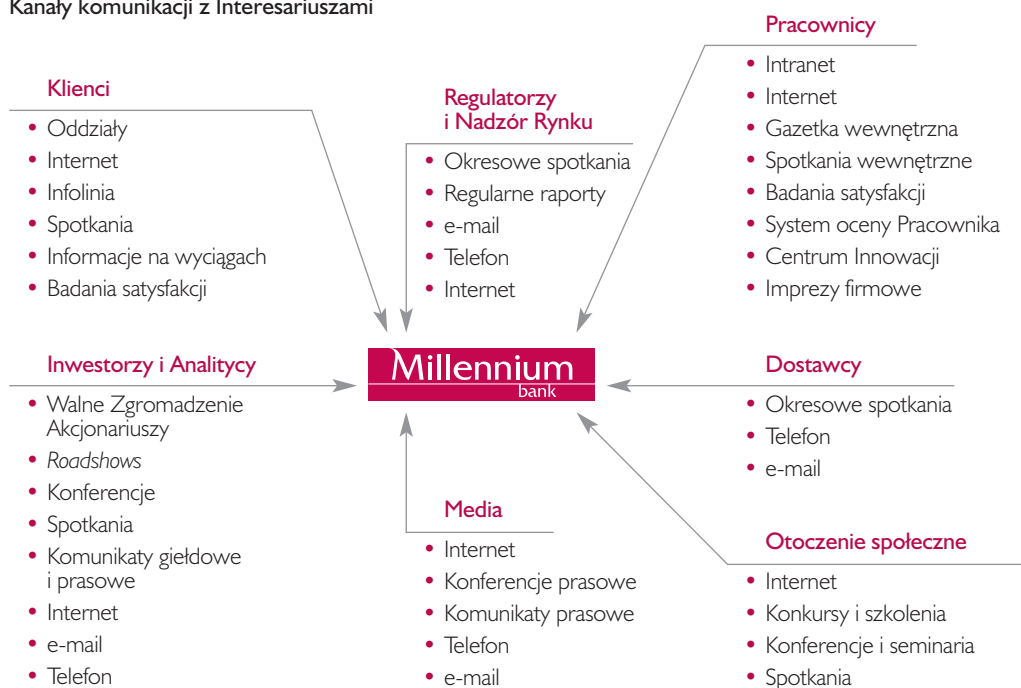 Kanały komunikacji z Interesariuszami
Klienci
• Oddziały
• Internet
• Infolinia
• Spotkania
• Informacje na wyciągach
• Badania satysfakcji
Regulatorzy
i Nadzór Rynku
• Okresowe spotkania
• Regularne raporty
• e-mail
• Telefon
• Internet
Pracownicy
• Intranet
• Internet
• Gazetka wewnętrzna
• Spotkania wewnętrzne
• Badania satysfakcji
• System oceny Pracownika
• Centrum Innowacji
• Imprezy firmowe
Inwestorzy i Analitycy
• Walne Zgromadzenie
Akcjonariuszy
• Roadshows
• Konferencje
• Spotkania
• Komunikaty giełdowe
i prasowe
• Internet
• e-mail
• Telefon
Millennium
bank
Media
• Internet
• Konferencje prasowe
• Komunikaty prasowe
• Telefon
• e-mail
Dostawcy
• Okresowe spotkania
• Telefon
• e-mail
Otoczenie społeczne
• Internet
• Konkursy i szkolenia
• Konferencje i seminaria
• Spotkania